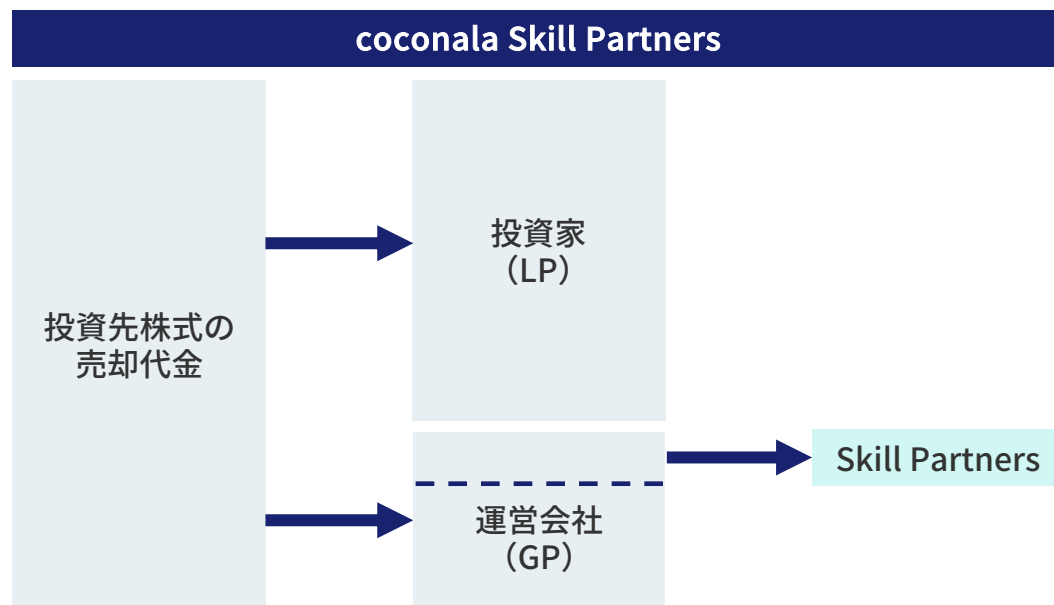 coconala Skill Partners
投資先株式の
売却代金
投資家
（LP）
運営会社
（GP）
Skill Partners